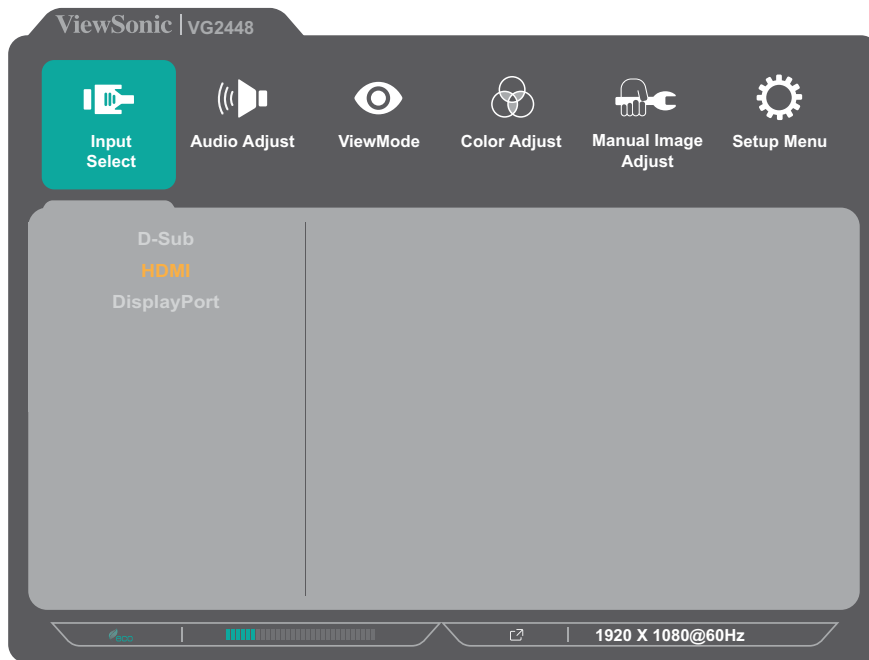 ViewSonic | VG2448
Input
Select
Audio Adjust
ViewMode
Color Adjust
Manual Image
Adjust
Setup Menu
D-Sub
HDMI
DisplayPort
eco
1920 X 1080@60Hz